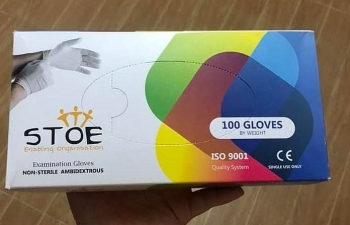 STOE
Enabling Organisation
Examination Gloves
NON-STERILE AMBIDEXTROUS
100 GLOVES
BY WEIGHT
ISO 9001
Quality System
CE
SINGLE USE ONLY